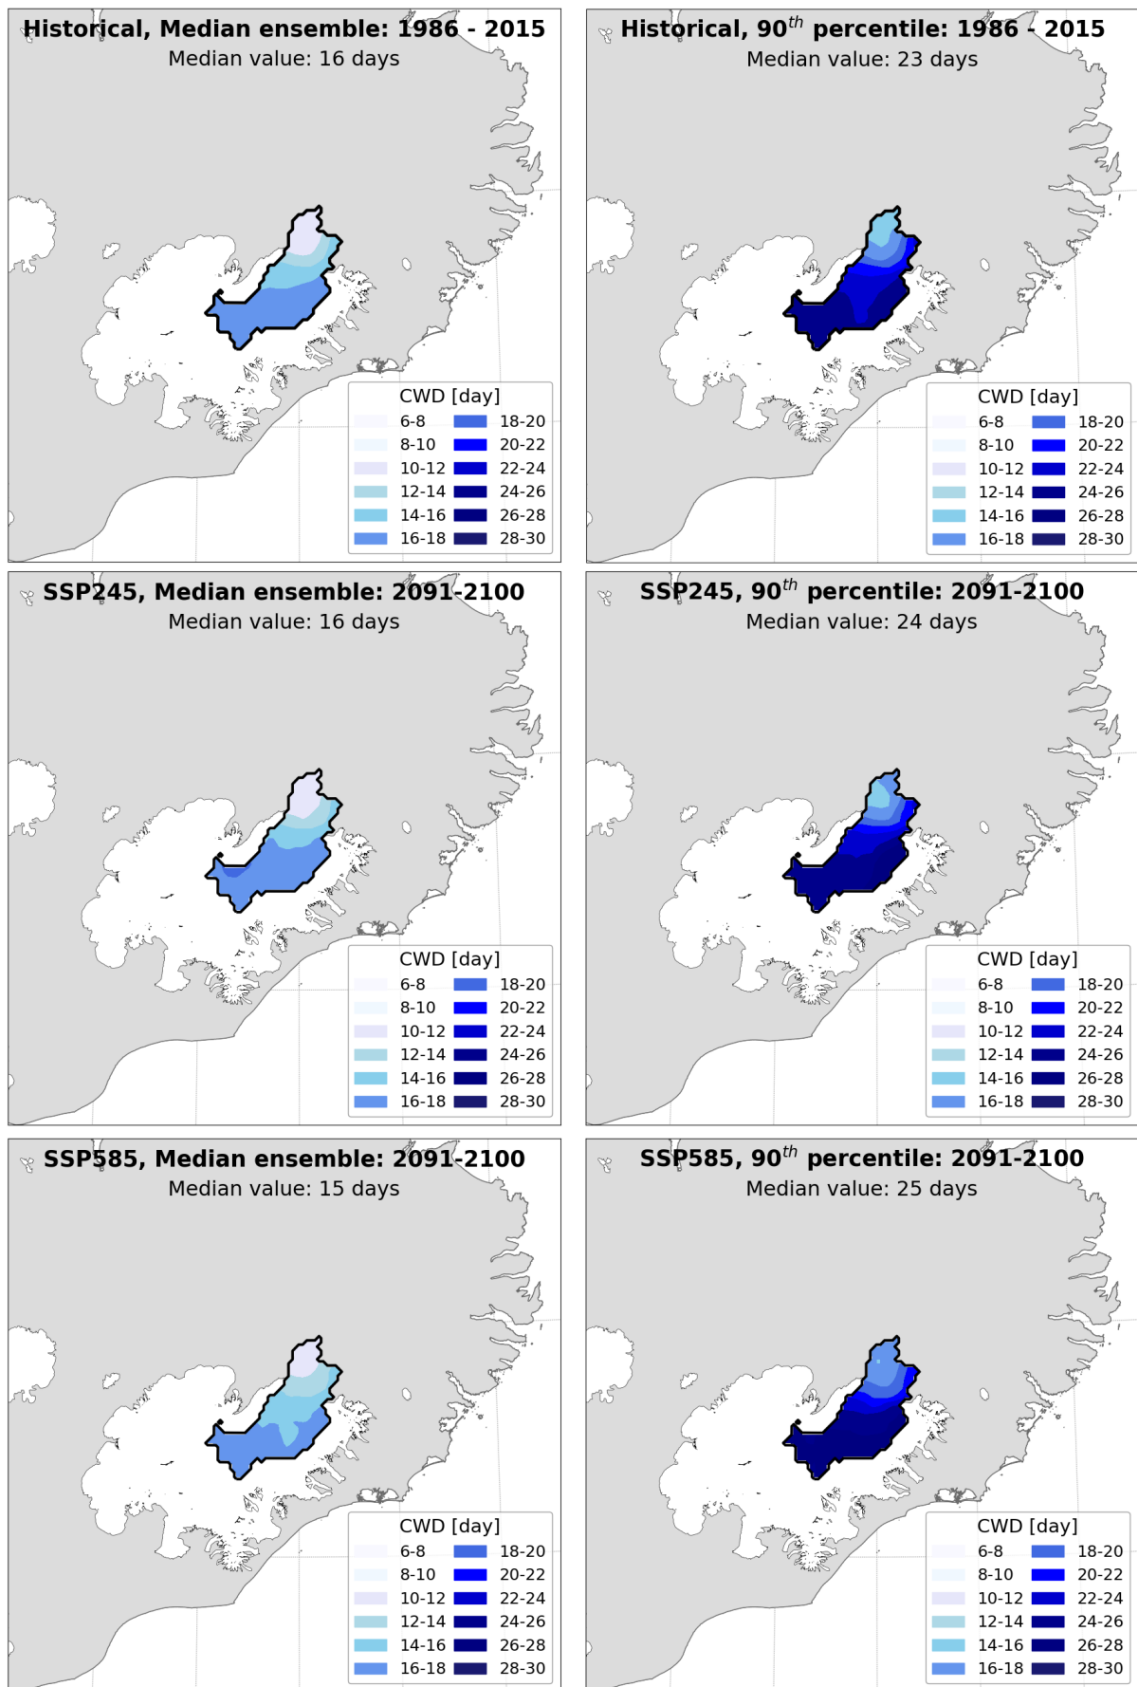 Historical, Median ensemble: 1986 - 2015
Median value: 16 days
CWD [day]
6-8 18-20
8-10 20-22
10-12 22-24
12-14 24-26
14-16 26-28
16-18 28-30
Historical, 90th percentile: 1986 - 2015
Median value: 23 days
CWD [day]
6-8 18-20
8-10 20-22
10-12 22-24
12-14 24-26
14-16 26-28
16-18 28-30
SSP245, Median ensemble: 2091-2100
Median value: 16 days
CWD [day]
6-8 18-20
8-10 20-22
10-12 22-24
12-14 24-26
14-16 26-28
16-18 28-30
SSP245, 90th percentile: 2091-2100
Median value: 24 days
CWD [day]
6-8 18-20
8-10 20-22
10-12 22-24
12-14 24-26
14-16 26-28
16-18 28-30
SSP585, Median ensemble: 2091-2100
Median value: 15 days
CWD [day]
6-8 18-20
8-10 20-22
10-12 22-24
12-14 24-26
14-16 26-28
16-18 28-30
SSP585, 90th percentile: 2091-2100
Median value: 25 days
CWD [day]
6-8 18-20
8-10 20-22
10-12 22-24
12-14 24-26
14-16 26-28
16-18 28-30